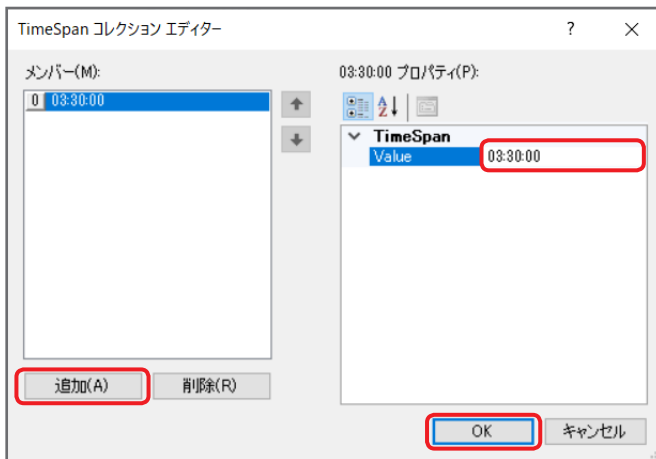 TimeSpan コレクション エディター
メンバー(M):
0 03:30:00
追加(A) 削除(R)
03:30:00 プロパティ(P):
TimeSpan
Value 03:30:00
OK キャンセル